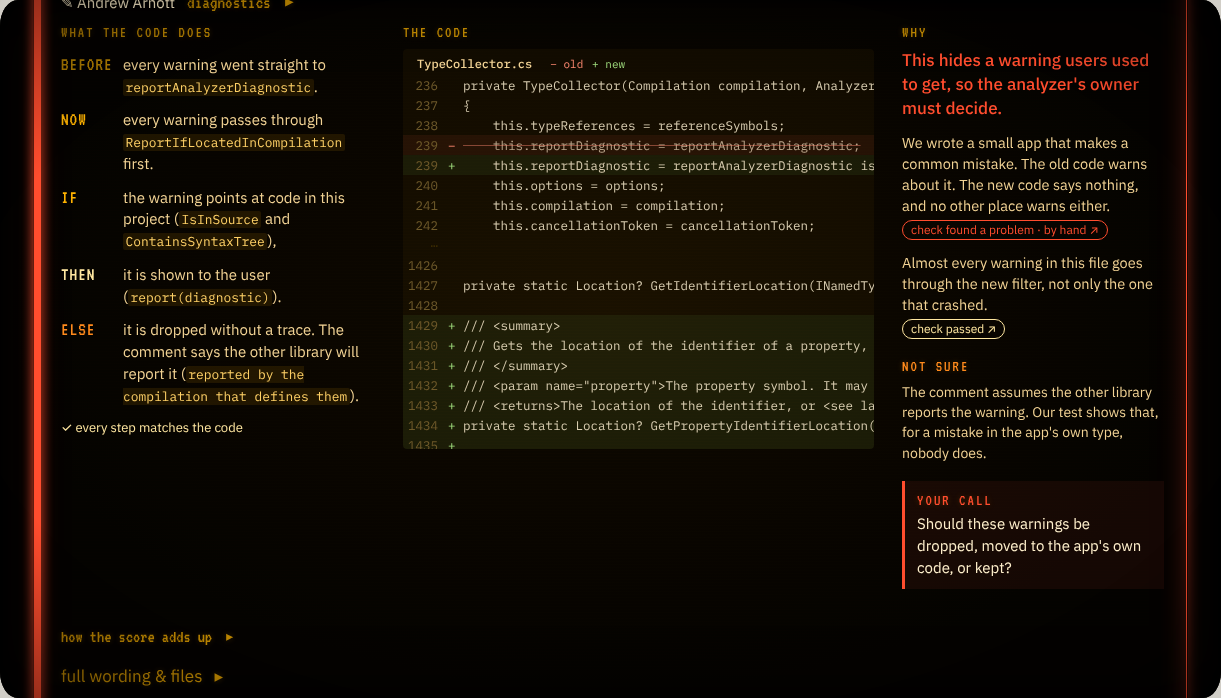 ✎ Andrew Arnott diagnostics ▶
WHAT THE CODE DOES
BEFORE every warning went straight to
reportAnalyzerDiagnostic.
NOW every warning passes through
ReportIfLocatedInCompilation
first.
IF the warning points at code in this
project (IsInSource and
ContainsSyntaxTree),
THEN it is shown to the user
(report(diagnostic)).
ELSE it is dropped without a trace. The
comment says the other library will
report it (reported by the
compilation that defines them).
✓ every step matches the code
THE CODE
TypeCollector.cs − old + new
236 private TypeCollector(Compilation compilation, Analyzer
237 {
238 this.typeReferences = referenceSymbols;
239 − this.reportDiagnostic = reportAnalyzerDiagnostic;
239 + this.reportDiagnostic = reportAnalyzerDiagnostic is
240 this.options = options;
241 this.compilation = compilation;
242 this.cancellationToken = cancellationToken;
…
1426
1427 private static Location? GetIdentifierLocation(INamedTy
1428
1429 + /// <summary>
1430 + /// Gets the location of the identifier of a property,
1431 + /// </summary>
1432 + /// <param name="property">The property symbol. It may
1433 + /// <returns>The location of the identifier, or <see la
1434 + private static Location? GetPropertyIdentifierLocation(
1435 +
WHY
This hides a warning users used
to get, so the analyzer's owner
must decide.
We wrote a small app that makes a
common mistake. The old code warns
about it. The new code says nothing,
and no other place warns either.
check found a problem · by hand ↗
Almost every warning in this file goes
through the new filter, not only the one
that crashed.
check passed ↗
NOT SURE
The comment assumes the other library
reports the warning. Our test shows that,
for a mistake in the app's own type,
nobody does.
YOUR CALL
Should these warnings be
dropped, moved to the app's own
code, or kept?
how the score adds up ▶
full wording & files ▶